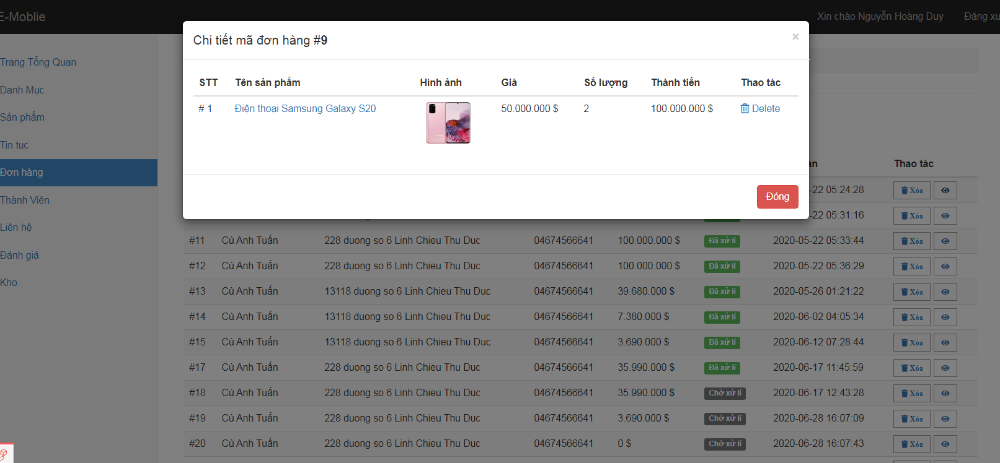 E-Moblie
Xin chào Nguyễn Hoàng Duy
Đăng xu
Chi tiết mã đơn hàng #9
×
STT Tên sản phẩm Hình ảnh Giá Số lượng Thành tiền Thao tác
# 1 Điện thoại Samsung Galaxy S20 50.000.000 $ 2 100.000.000 $ Delete
Đóng
Trang Tổng Quan
Danh Mục
Sản phẩm
Tin tuc
Đơn hàng
Thành Viên
Liên hệ
Đánh giá
Kho
an Thao tác
-22 05:24:28 Xóa
-22 05:31:16 Xóa
#11 Cù Anh Tuấn 228 duong so 6 Linh Chieu Thu Duc 04674566641 100.000.000 $ Đã xử lí 2020-05-22 05:33:44 Xóa
#12 Cù Anh Tuấn 228 duong so 6 Linh Chieu Thu Duc 04674566641 100.000.000 $ Đã xử lí 2020-05-22 05:36:29 Xóa
#13 Cù Anh Tuấn 13118 duong so 6 Linh Chieu Thu Duc 04674566641 39.680.000 $ Đã xử lí 2020-05-26 01:21:22 Xóa
#14 Cù Anh Tuấn 13118 duong so 6 Linh Chieu Thu Duc 04674566641 7.380.000 $ Đã xử lí 2020-06-02 04:05:34 Xóa
#15 Cù Anh Tuấn 13118 duong so 6 Linh Chieu Thu Duc 04674566641 3.690.000 $ Đã xử lí 2020-06-12 07:28:44 Xóa
#17 Cù Anh Tuấn 228 duong so 6 Linh Chieu Thu Duc 04674566641 35.990.000 $ Đã xử lí 2020-06-17 11:45:59 Xóa
#18 Cù Anh Tuấn 228 duong so 6 Linh Chieu Thu Duc 04674566641 35.990.000 $ Chờ xử lí 2020-06-17 12:43:28 Xóa
#19 Cù Anh Tuấn 228 duong so 6 Linh Chieu Thu Duc 04674566641 3.690.000 $ Chờ xử lí 2020-06-28 16:07:09 Xóa
#20 Cù Anh Tuấn 228 duong so 6 Linh Chieu Thu Duc 04674566641 0 $ Chờ xử lí 2020-06-28 16:07:43 Xóa